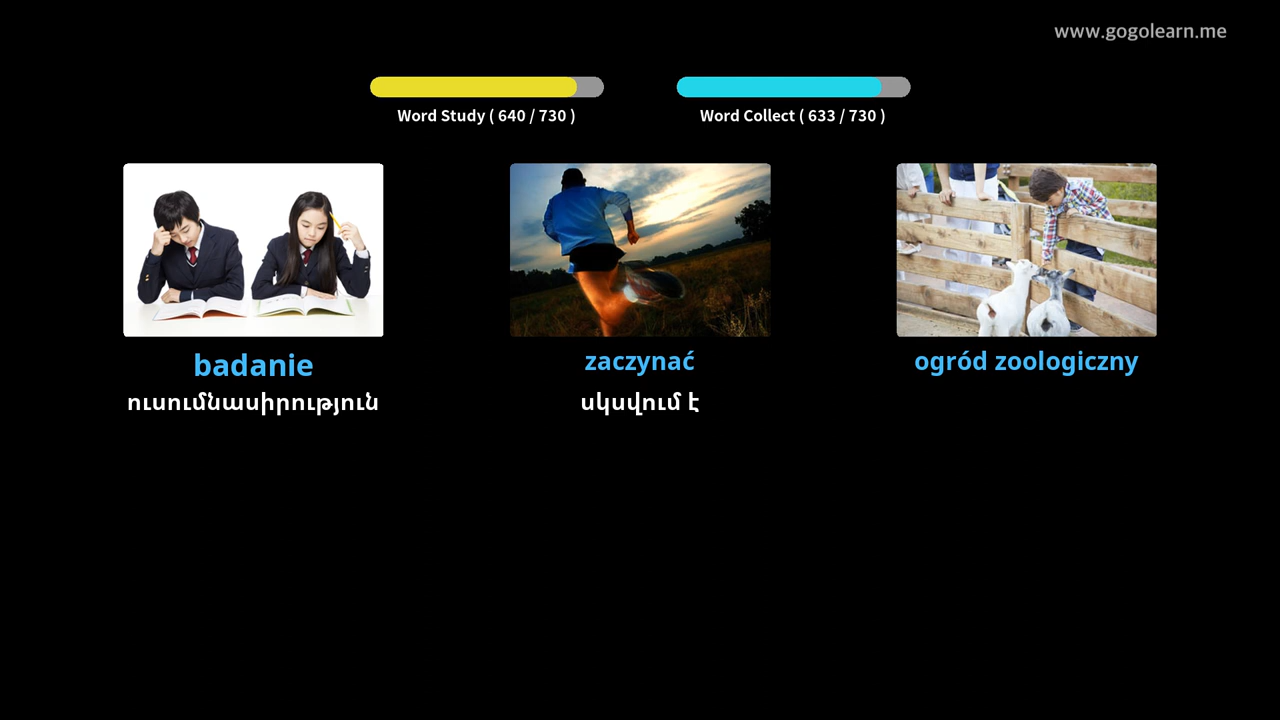 www.gogolearn.me
Word Study ( 640 / 730 )
Word Collect ( 633 / 730 )
badanie
zaczynać
ogród zoologiczny
ուսումնասիրություն
սկսվում է